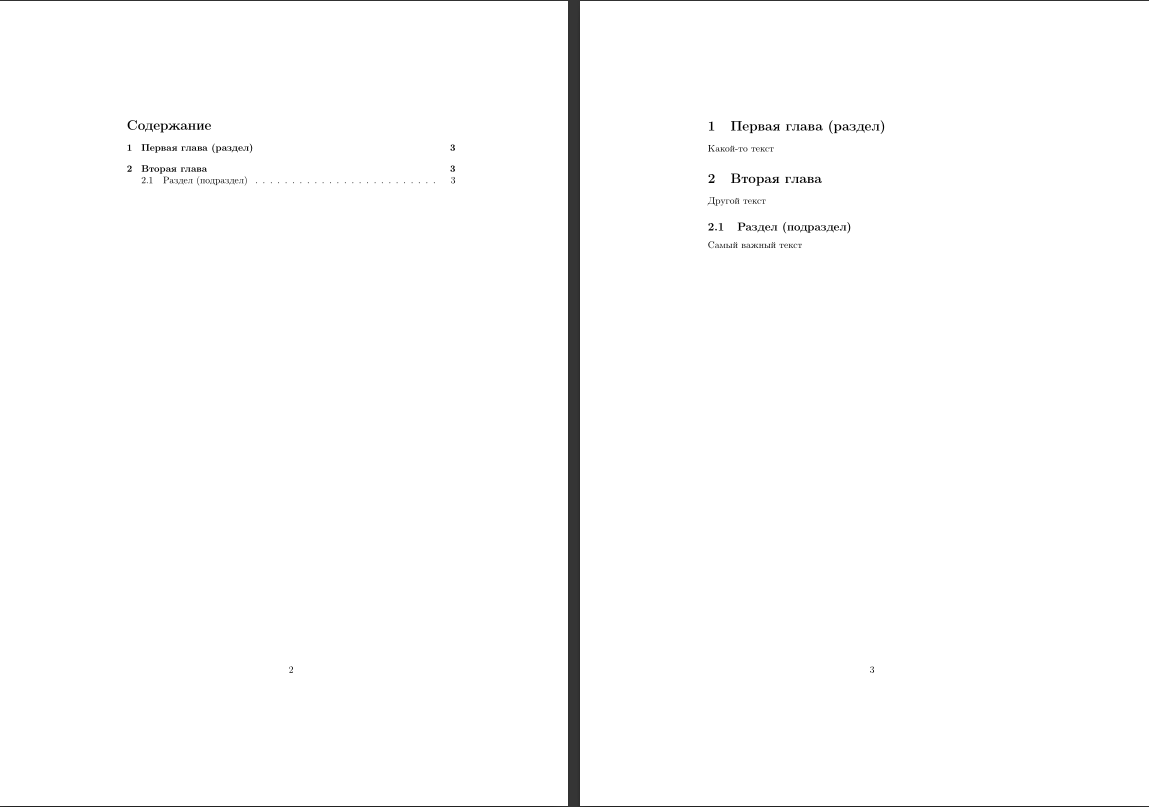 Содержание
1 Первая глава (раздел) 3
2 Вторая глава 3
2.1 Раздел (подраздел) . . . . . . . . . . . . . . . . . . . . . . . . . 3
2
1 Первая глава (раздел)
Какой-то текст
2 Вторая глава
Другой текст
2.1 Раздел (подраздел)
Самый важный текст
3